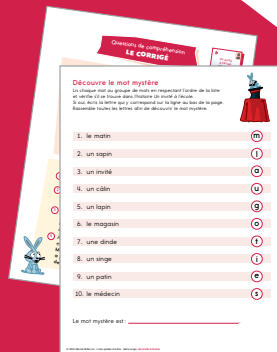 Questions de compréhension
LE CORRIGÉ
Découvre le mot mystère
Lis chaque mot ou groupe de mots en respectant l'ordre de la liste
et vérifie s'il se trouve dans l'histoire Un invité à l'école.
Si oui, écris la lettre qui y correspond sur la ligne au bas de la page.
Rassemble toutes les lettres afin de découvrir le mot mystère.
1. le matin m
2. un sapin i
3. un invité a
4. un câlin u
5. un lapin g
6. le magasin o
7. une dinde t
8. un singe i
9. un patin e
10. le médecin s
Le mot mystère est :